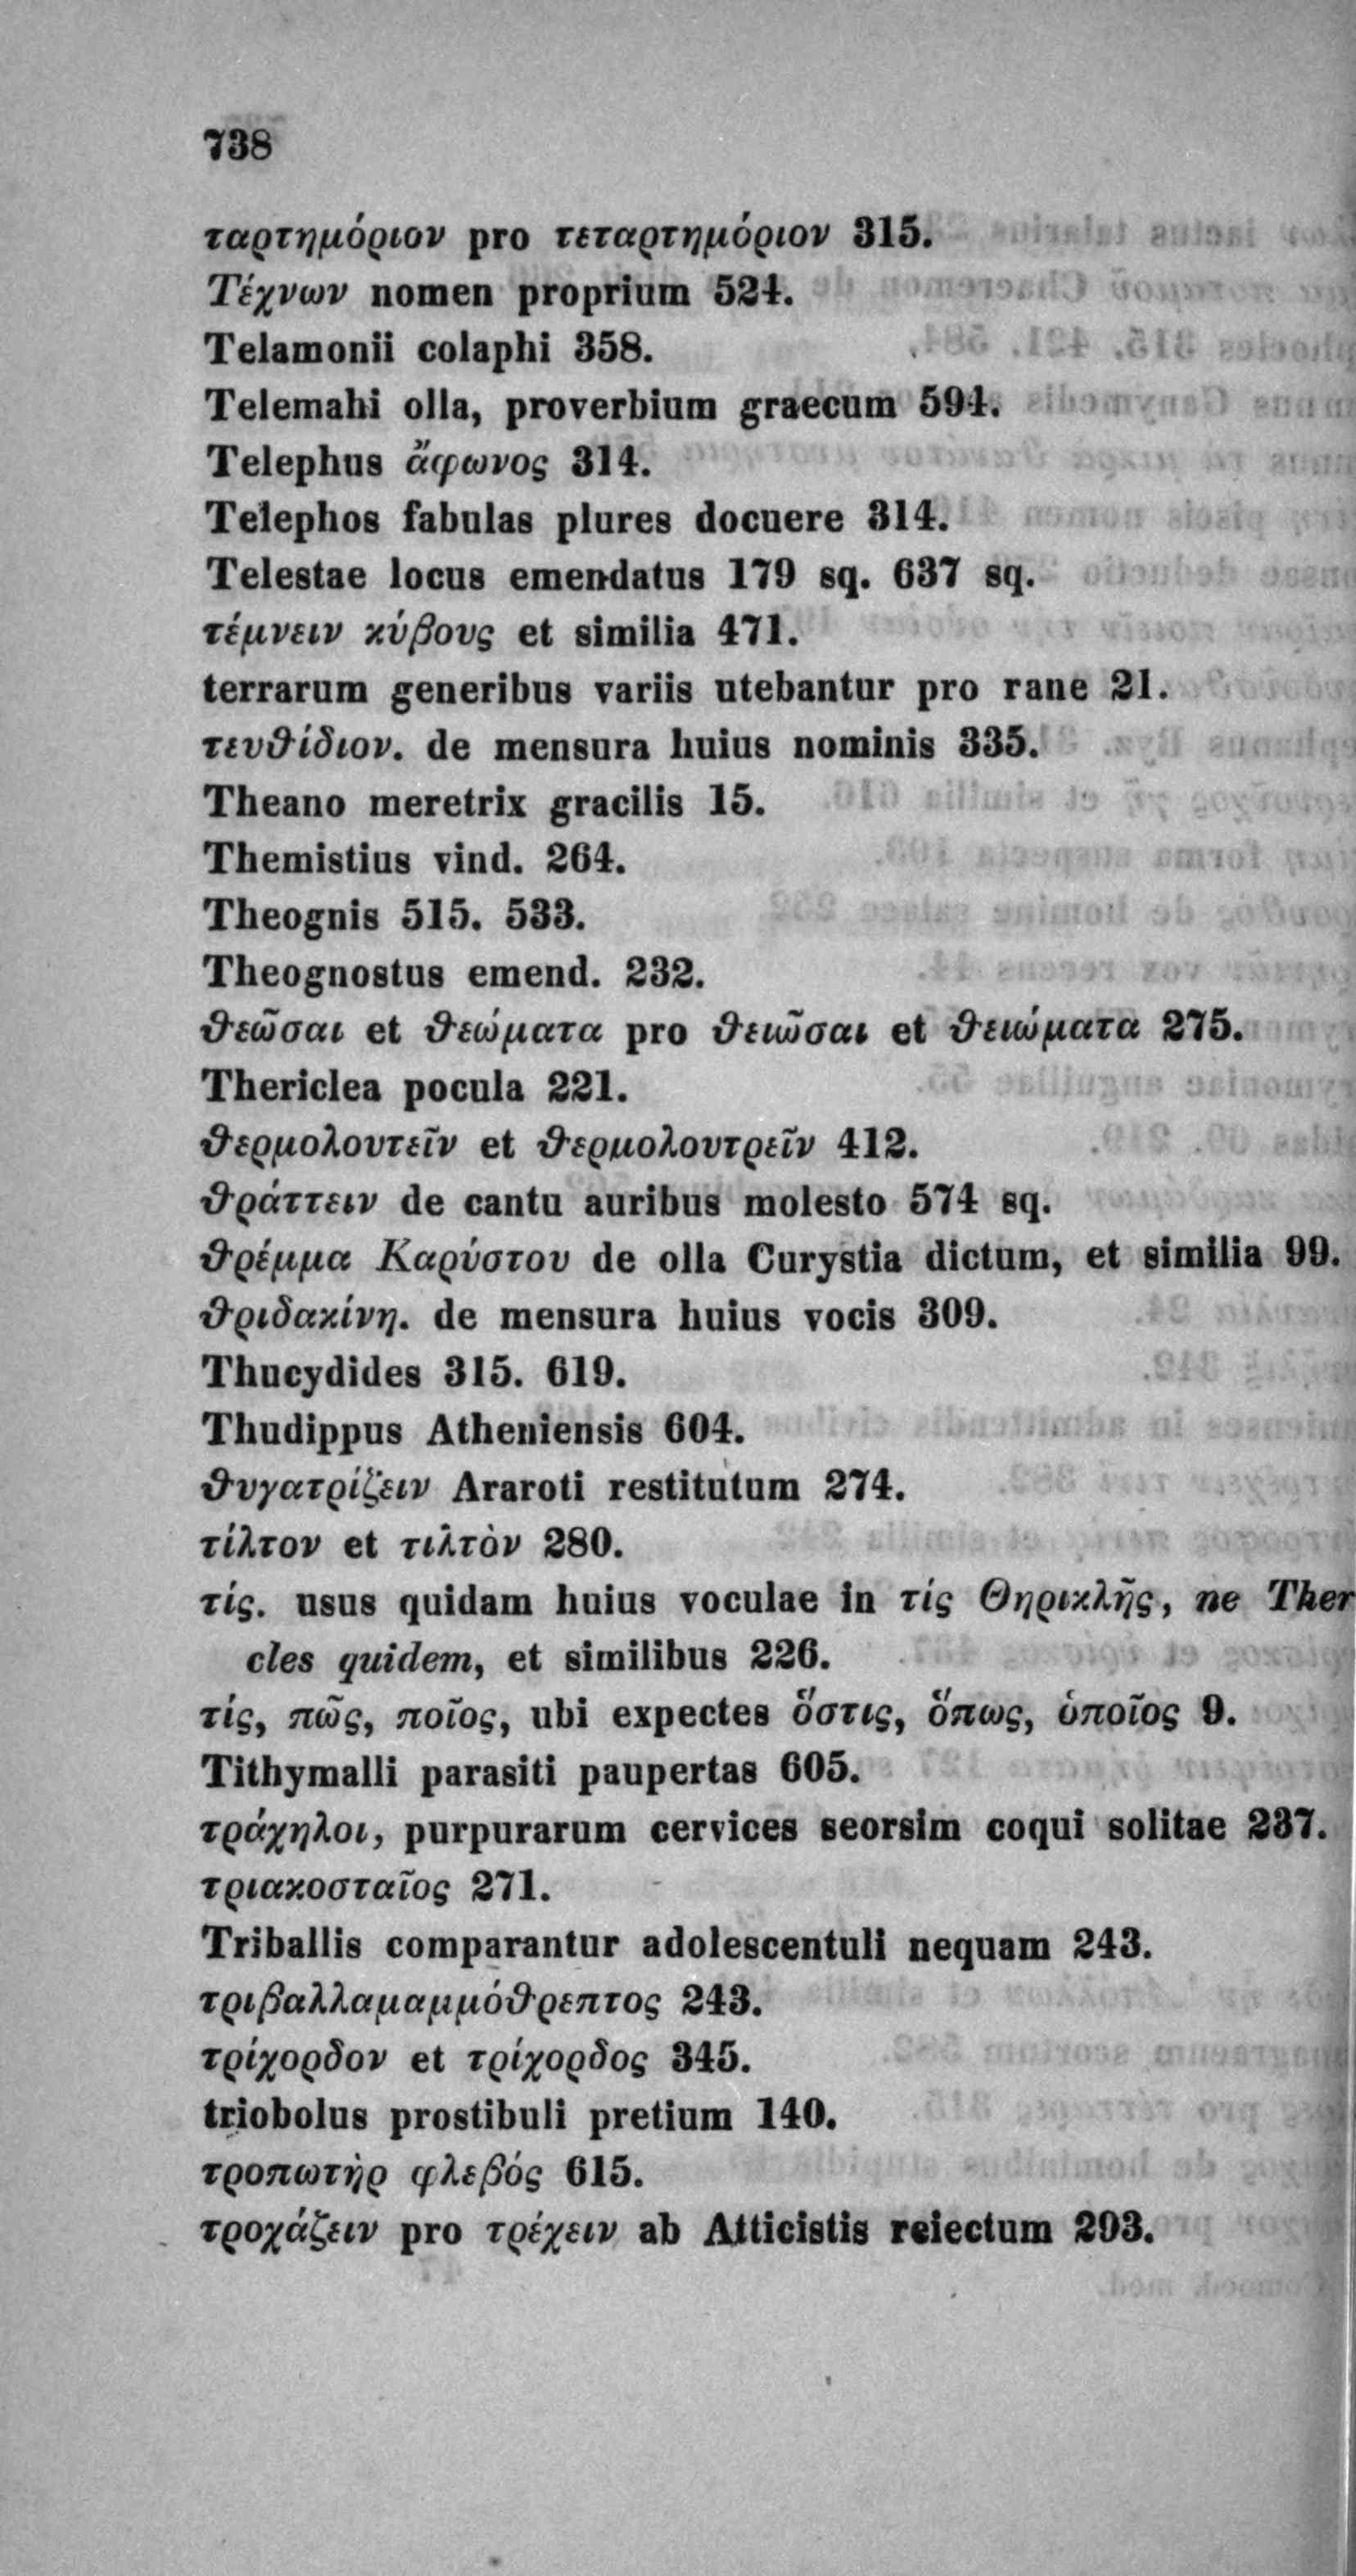 738
ταρτημόριον pro τεταρτημόριον 315.
Τέχνων nomen proprium 524.
Telamonii colaphi 358.
Telemahi olla, proverbium graecum 594.
Telephus ἄφωνος 314.
Telephos fabulas plures docuere 314.
Telestae locus emendatus 179 sq. 637 sq.
τέμνειν κύβους et similia 471.
terrarum generibus variis utebantur pro rane 21.
τευθίδιον. de mensura huius nominis 335.
Theano meretrix gracilis 15.
Themistius vind. 264.
Theognis 515. 533.
Theognostus emend. 232.
θεῶσαι et θεώματα pro θειῶσαι et θειώματα 275.
Thericlea pocula 221.
θερμολουτεῖν et θερμολουτρεῖν 412.
θράττειν de cantu auribus molesto 574 sq.
θρέμμα Καρύστου de olla Curystia dictum, et similia 99.
θριδακίνη. de mensura huius vocis 309.
Thucydides 315. 619.
Thudippus Atheniensis 604.
θυγατρίζειν Araroti restitutum 274.
τίλτον et τιλτὸν 280.
τίς. usus quidam huius voculae in τίς Θηρικλῆς, ne Ther
cles quidem, et similibus 226.
τίς, πῶς, ποῖος, ubi expectes ὅστις, ὅπως, ὁποῖος 9.
Tithymalli parasiti paupertas 605.
τράχηλοι, purpurarum cervices seorsim coqui solitae 237.
τριακοσταῖος 271.
Triballis comparantur adolescentuli nequam 243.
τριβαλλαμαμμόθρεπτος 243.
τρίχορδον et τρίχορδος 345.
triobolus prostibuli pretium 140.
τροπωτὴρ φλεβός 615.
τροχάζειν pro τρέχειν ab Atticistis reiectum 293.